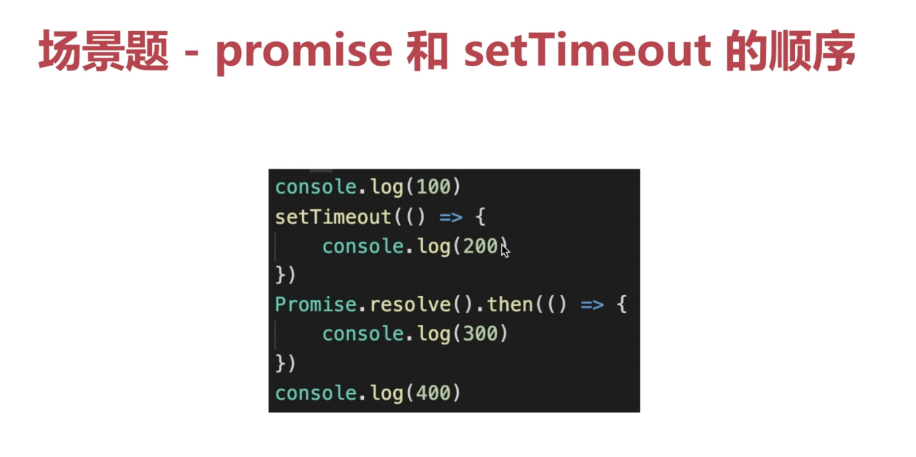 场景题 - promise 和 setTimeout 的顺序
console.log(100)
setTimeout(() => {
    console.log(200)
})
Promise.resolve().then(() => {
    console.log(300)
})
console.log(400)